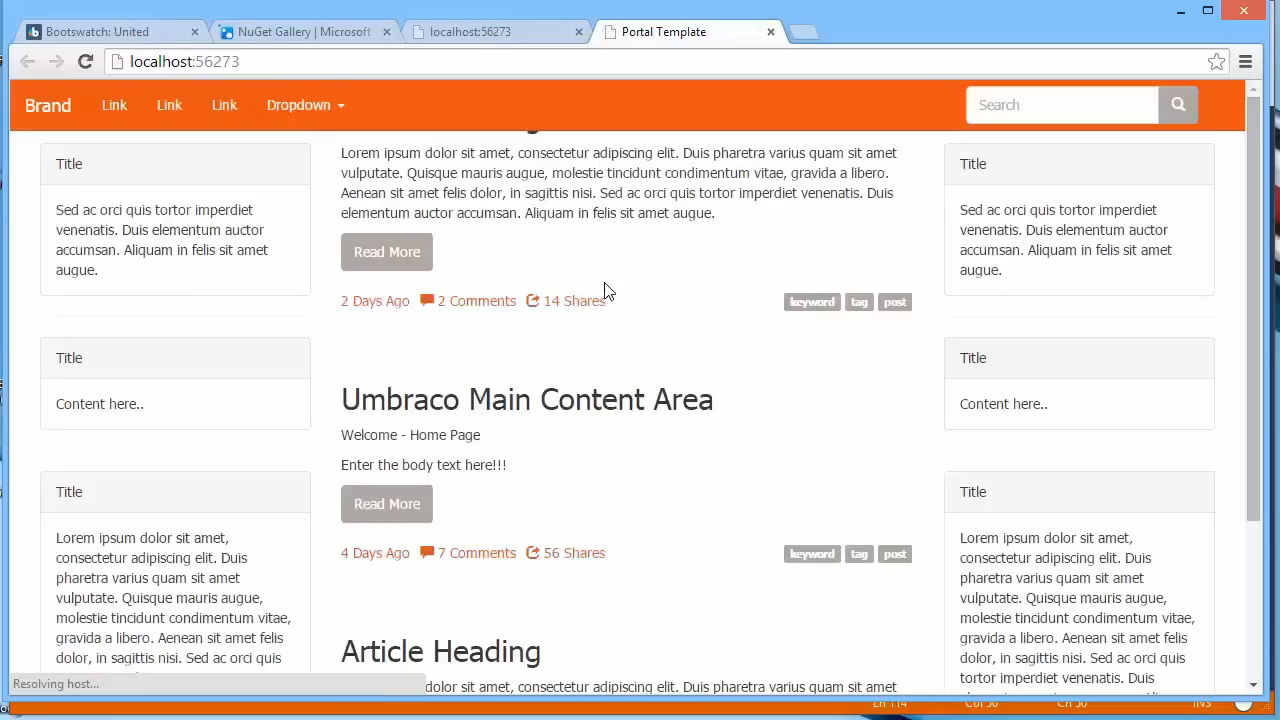 Bootswatch: United
NuGet Gallery | Microsoft
localhost:56273
Portal Template
localhost:56273
Brand
Link
Link
Link
Dropdown
Search
Title
Sed ac orci quis tortor imperdiet
venenatis. Duis elementum auctor
accumsan. Aliquam in felis sit amet
augue.
Title
Content here..
Title
Lorem ipsum dolor sit amet,
consectetur adipiscing elit. Duis
pharetra varius quam sit amet
vulputate. Quisque mauris augue,
molestie tincidunt condimentum vitae,
gravida a libero. Aenean sit amet felis
dolor, in sagittis nisi. Sed ac orci quis
Lorem ipsum dolor sit amet, consectetur adipiscing elit. Duis pharetra varius quam sit amet
vulputate. Quisque mauris augue, molestie tincidunt condimentum vitae, gravida a libero.
Aenean sit amet felis dolor, in sagittis nisi. Sed ac orci quis tortor imperdiet venenatis. Duis
elementum auctor accumsan. Aliquam in felis sit amet augue.
Read More
2 Days Ago 2 Comments 14 Shares keyword tag post
Umbraco Main Content Area
Welcome - Home Page
Enter the body text here!!!
Read More
4 Days Ago 7 Comments 56 Shares keyword tag post
Article Heading
dolor sit amet, consectetur adipiscing elit. Duis pharetra varius quam sit amet
Title
Sed ac orci quis tortor imperdiet
venenatis. Duis elementum auctor
accumsan. Aliquam in felis sit amet
augue.
Title
Content here..
Title
Lorem ipsum dolor sit amet,
consectetur adipiscing elit. Duis
pharetra varius quam sit amet
vulputate. Quisque mauris augue,
molestie tincidunt condimentum vitae,
gravida a libero. Aenean sit amet felis
dolor, in sagittis nisi. Sed ac orci quis
tortor imperdiet venenatis. Duis
Resolving host...